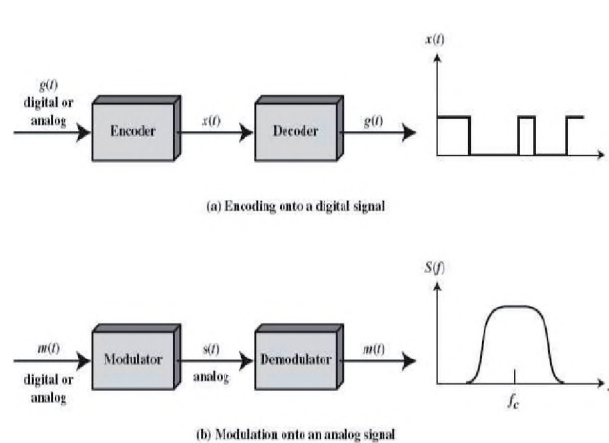 x(t)
g(t)
digital or
analog
Encoder
x(t)
Decoder
g(t)
(a) Encoding onto a digital signal
S(f)
m(t)
digital or
analog
Modulator
s(t)
analog
Demodulator
m(t)
fc
(b) Modulation onto an analog signal